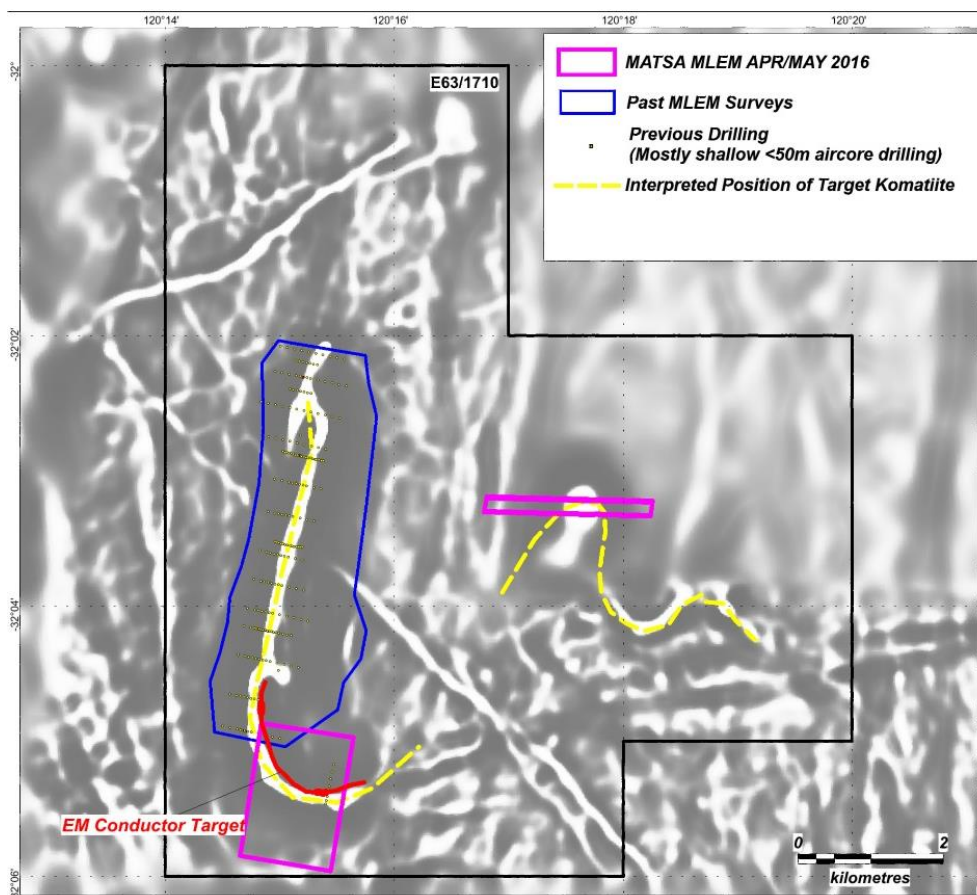 120°14' 120°16' 120°18' 120°20'
-32°
E63/1710
MATSA MLEM APR/MAY 2016
Past MLEM Surveys
Previous Drilling
(Mostly shallow <50m aircore drilling)
Interpreted Position of Target Komatiite
-32°02'
-32°04'
EM Conductor Target
0 2
kilometres
-32°06'